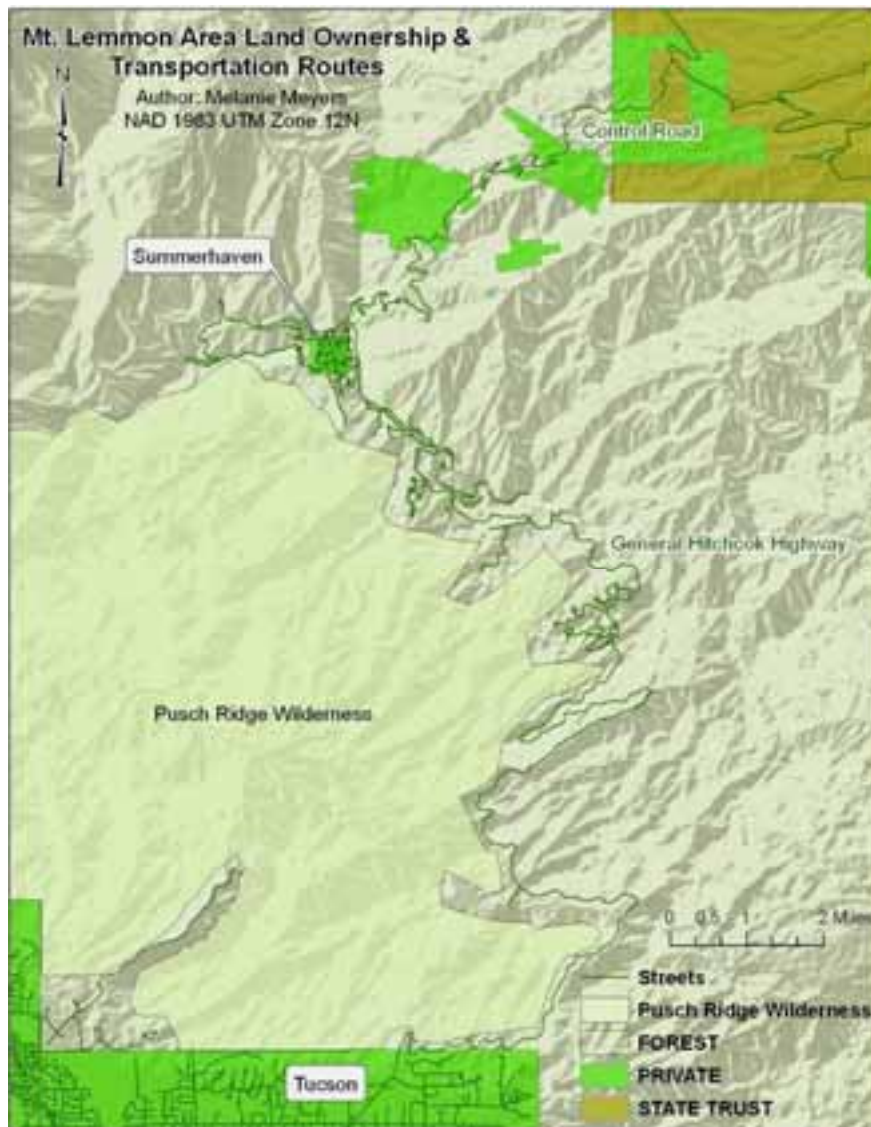 Mt. Lemmon Area Land Ownership &
Transportation Routes
N
Author: Melanie Meyers
NAD 1983 UTM Zone 12N
Control Road
Summerhaven
General Hitchcok Highway
Pusch Ridge Wilderness
0 0.5 1 2 Miles
Streets
Pusch Ridge Wilderness
FOREST
PRIVATE
STATE TRUST
Tucson